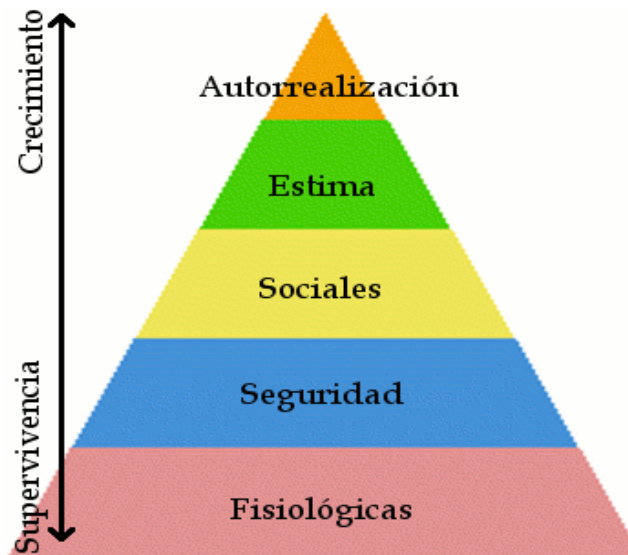 Crecimiento
Autorrealización
Estima
Sociales
Seguridad
Supervivencia
Fisiológicas